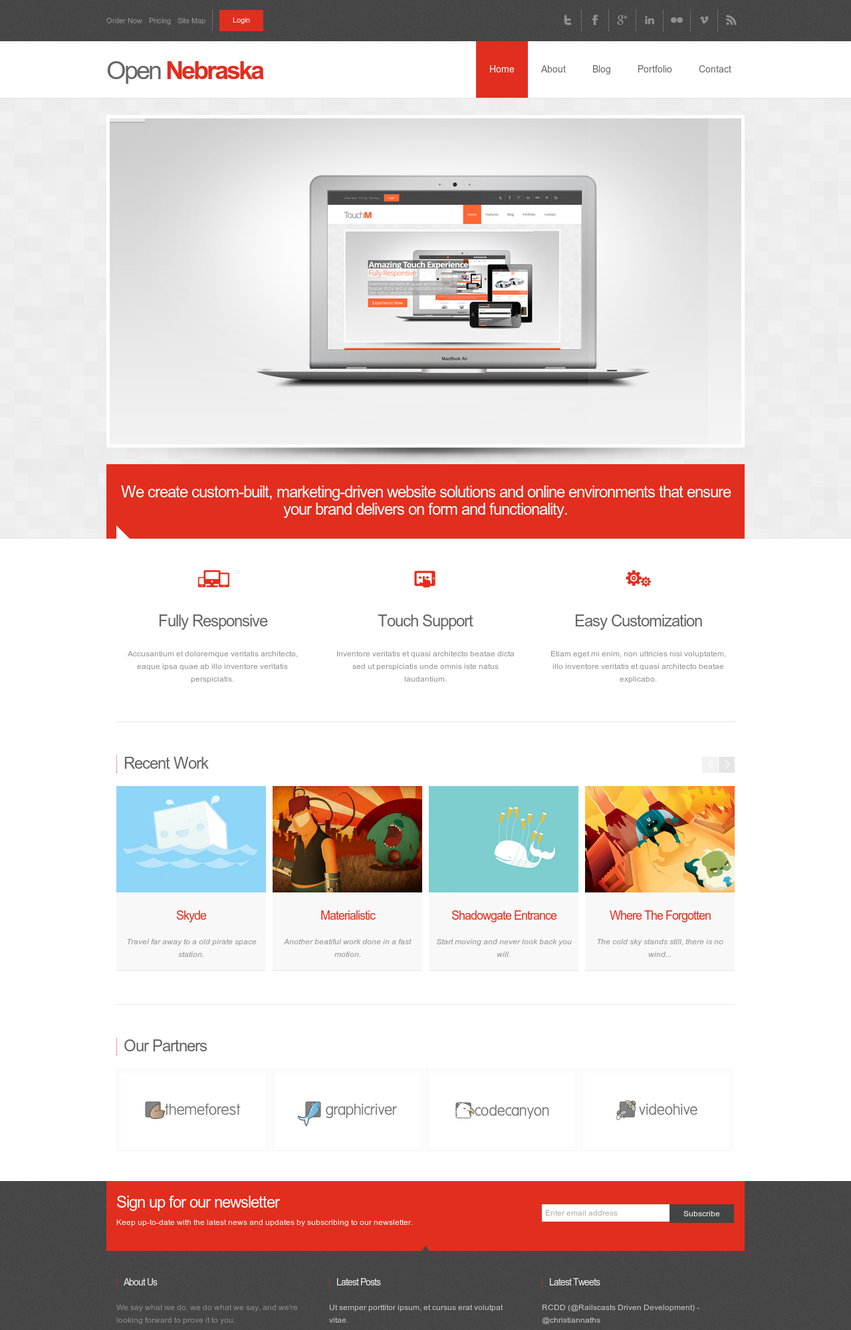 Order Now Pricing Site Map Login
Open Nebraska
Home About Blog Portfolio Contact
TouchM
Home Features Blog Portfolio Contact
Amazing Touch Experience
Fully Responsive
Experience Now
MacBook Air
We create custom-built, marketing-driven website solutions and online environments that ensure
your brand delivers on form and functionality.
Fully Responsive
Accusantium et doloremque veritatis architecto,
eaque ipsa quae ab illo inventore veritatis
perspiciatis.
Touch Support
Inventore veritatis et quasi architecto beatae dicta
sed ut perspiciatis unde omnis iste natus
laudantium.
Easy Customization
Etiam eget mi enim, non ultricies nisi voluptatem,
illo inventore veritatis et quasi architecto beatae
explicabo.
Recent Work
Skyde
Travel far away to a old pirate space
station.
Materialistic
Another beatiful work done in a fast
motion.
Shadowgate Entrance
Start moving and never look back you
will.
Where The Forgotten
The cold sky stands still, there is no
wind...
Our Partners
themeforest
graphicriver
codecanyon
videohive
Sign up for our newsletter
Keep up-to-date with the latest news and updates by subscribing to our newsletter.
Enter email address
Subscribe
About Us
We say what we do, we do what we say, and we're
looking forward to prove it to you.
Latest Posts
Ut semper porttitor ipsum, et cursus erat volutpat
vitae.
Latest Tweets
RCDD (@Railscasts Driven Development) -
@christiannaths